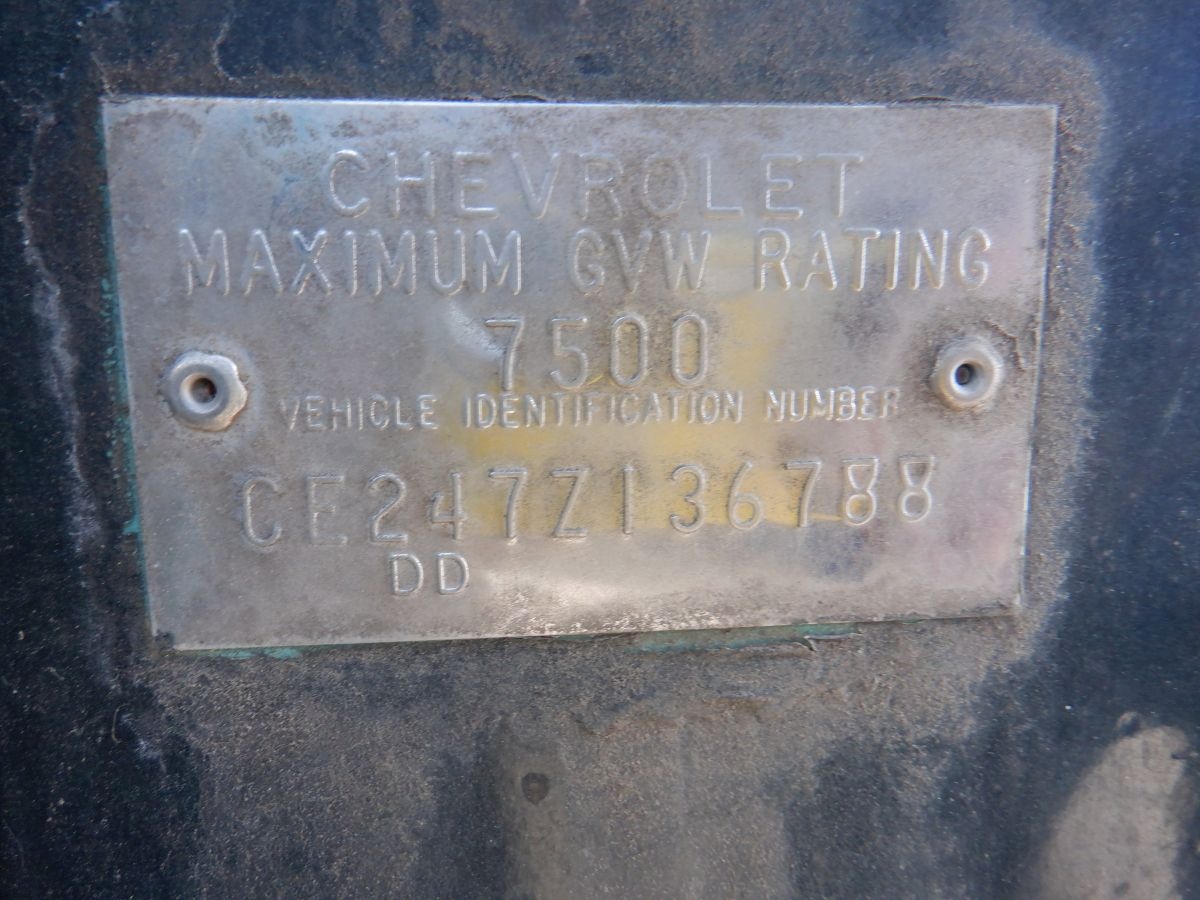 CHEVROLET
MAXIMUM GVW RATING
7500
VEHICLE IDENTIFICATION NUMBER
CE247Z136788
DD